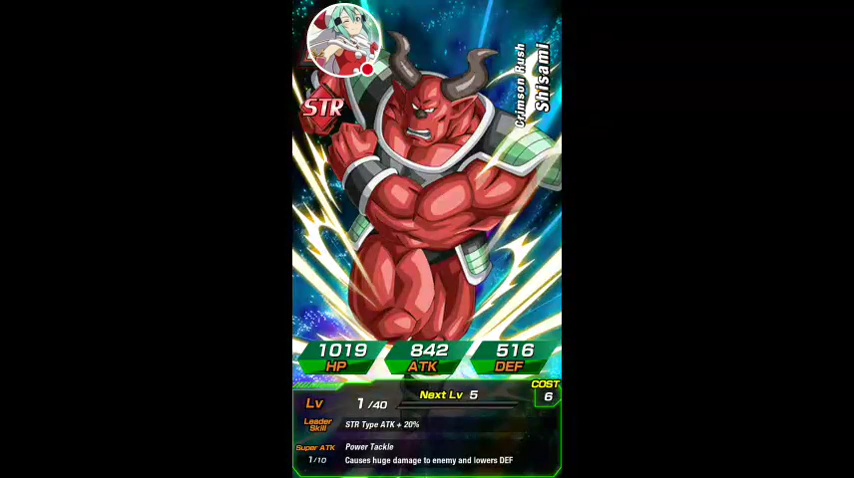 STR
Crimson Rush
Shisami
1019 842 516
HP ATK DEF
COST
6
Next Lv 5
Lv 1/40
Leader Skill
STR Type ATK + 20%
Super ATK
1/10
Power Tackle
Causes huge damage to enemy and lowers DEF